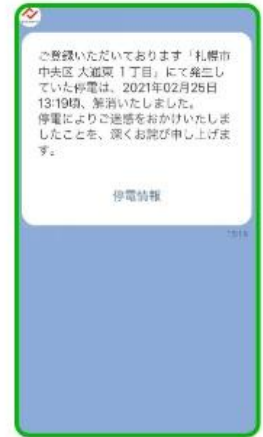 ご登録いただいております「札幌市
中央区 大通東 1丁目」にて発生し
ていた停電は、2021年02月25日
13:19頃、解消いたしました。
停電によりご迷惑をおかけいたしま
したことを、深くお詫び申し上げま
す。
停電情報